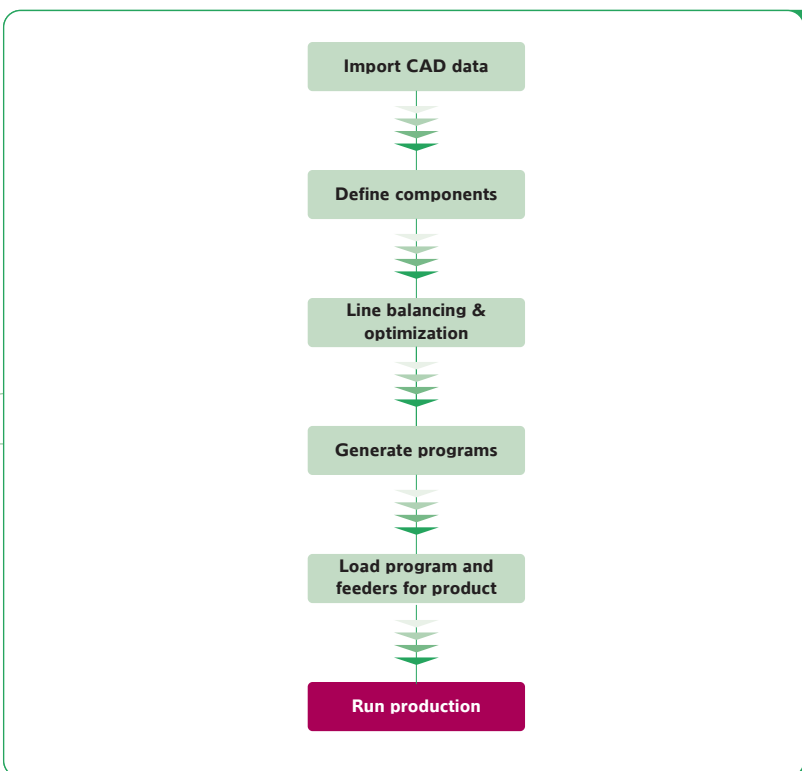 Import CAD data
Define components
Line balancing &
optimization
Generate programs
Load program and
feeders for product
Run production